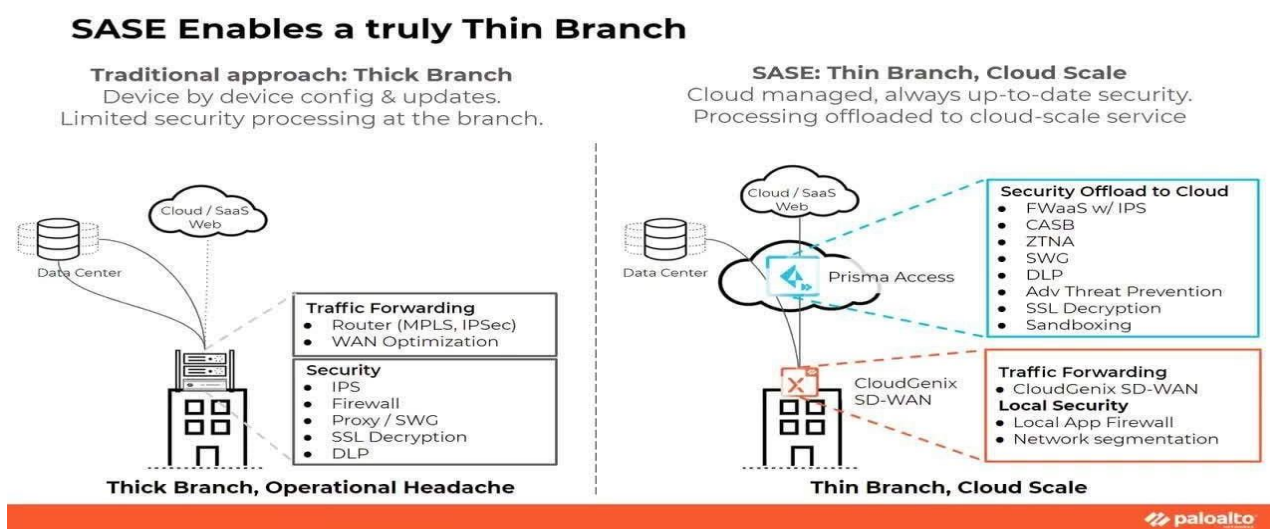 SASE Enables a truly Thin Branch
Traditional approach: Thick Branch
Device by device config & updates.
Limited security processing at the branch.
Cloud / SaaS
Web
Data Center
Traffic Forwarding
• Router (MPLS, IPSec)
• WAN Optimization
Security
• IPS
• Firewall
• Proxy / SWG
• SSL Decryption
• DLP
Thick Branch, Operational Headache
SASE: Thin Branch, Cloud Scale
Cloud managed, always up-to-date security.
Processing offloaded to cloud-scale service
Cloud / SaaS
Web
Data Center
Prisma Access
Security Offload to Cloud
• FWaaS w/ IPS
• CASB
• ZTNA
• SWG
• DLP
• Adv Threat Prevention
• SSL Decryption
• Sandboxing
CloudGenix
SD-WAN
Traffic Forwarding
• CloudGenix SD-WAN
Local Security
• Local App Firewall
• Network segmentation
Thin Branch, Cloud Scale
paloalto